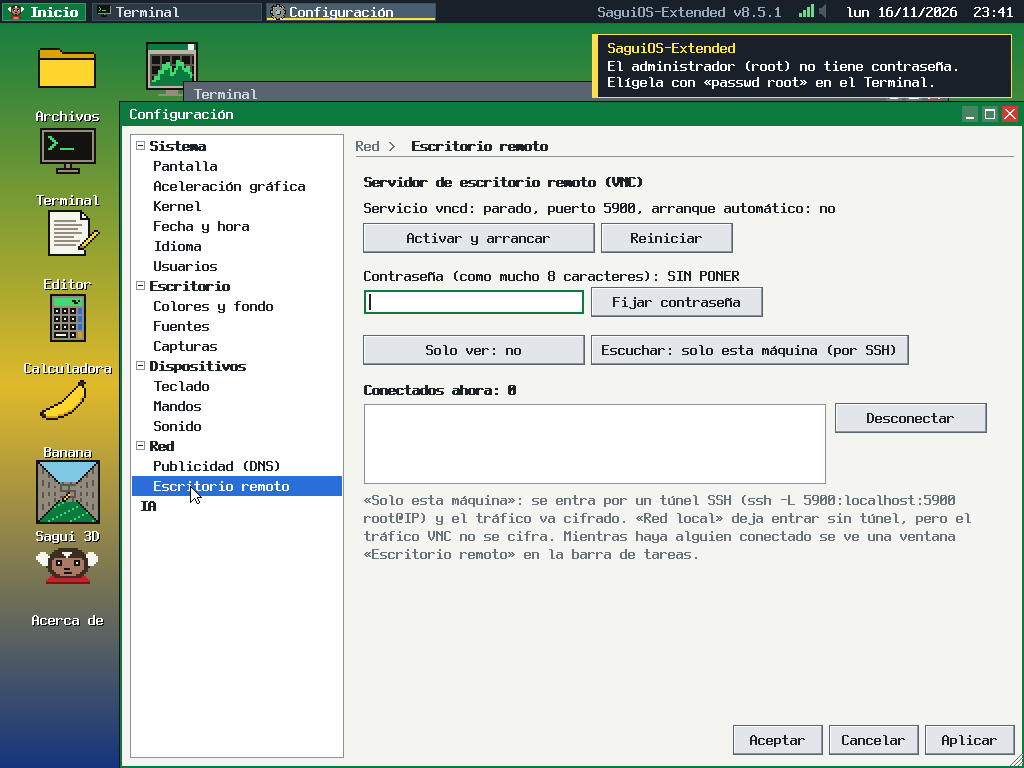 Inicio
Terminal
Configuración
SaguiOS-Extended v8.5.1
lun 16/11/2026 23:41
SaguiOS-Extended
El administrador (root) no tiene contraseña.
Elígela con «passwd root» en el Terminal.
Archivos
Terminal
Editor
Calculadora
Banana
Sagui 3D
Acerca de
Terminal
Configuración
Sistema
Pantalla
Aceleración gráfica
Kernel
Fecha y hora
Idioma
Usuarios
Escritorio
Colores y fondo
Fuentes
Capturas
Dispositivos
Teclado
Mandos
Sonido
Red
Publicidad (DNS)
Escritorio remoto
IA
Red > Escritorio remoto
Servidor de escritorio remoto (VNC)
Servicio vncd: parado, puerto 5900, arranque automático: no
Activar y arrancar
Reiniciar
Contraseña (como mucho 8 caracteres): SIN PONER
Fijar contraseña
Solo ver: no
Escuchar: solo esta máquina (por SSH)
Conectados ahora: 0
Desconectar
«Solo esta máquina»: se entra por un túnel SSH (ssh -L 5900:localhost:5900
root@IP) y el tráfico va cifrado. «Red local» deja entrar sin túnel, pero el
tráfico VNC no se cifra. Mientras haya alguien conectado se ve una ventana
«Escritorio remoto» en la barra de tareas.
Aceptar
Cancelar
Aplicar